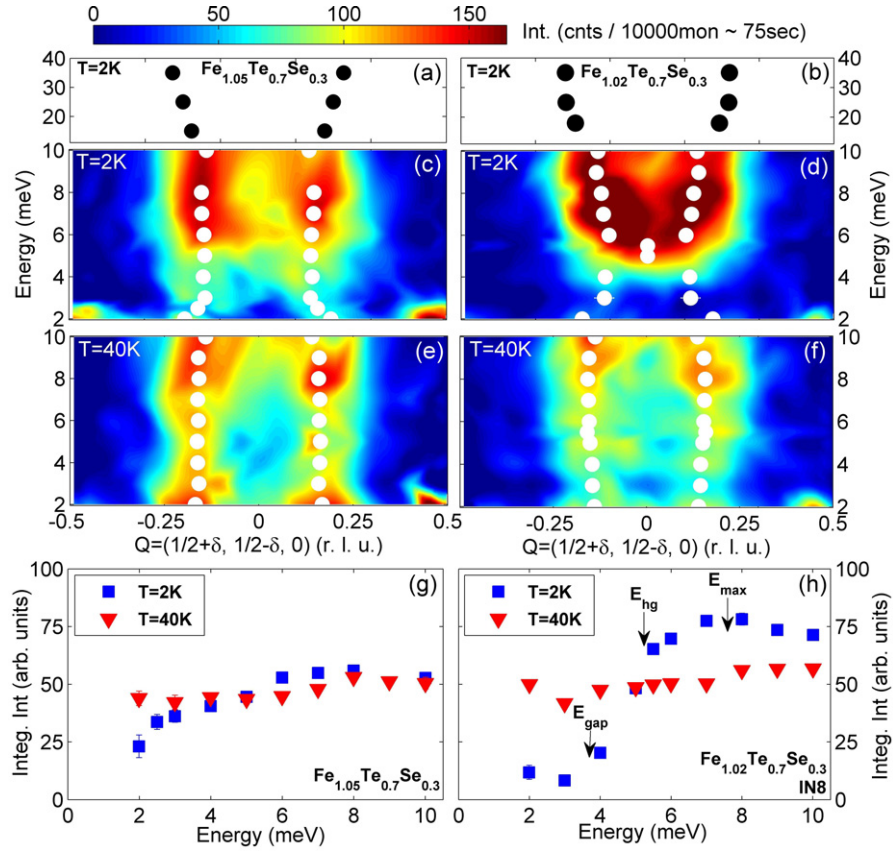 0 50 100 150 Int. (cnts / 10000mon ~ 75sec)
40 30 20
T=2K Fe1.05Te0.7Se0.3 (a)
T=2K Fe1.02Te0.7Se0.3 (b)
40 30 20
Energy (meV)
10 8 6 4 2
T=2K (c)
T=2K (d)
10 8 6 4 2
Energy (meV)
10 8 6 4 2
T=40K (e)
T=40K (f)
10 8 6 4 2
-0.5 -0.25 0 0.25 0.5
-0.25 0 0.25 0.5
Q=(1/2+δ, 1/2-δ, 0) (r. l. u.)
Q=(1/2+δ, 1/2-δ, 0) (r. l. u.)
Integ. Int (arb. units)
100 75 50 25 0
T=2K
T=40K
(g)
Fe1.05Te0.7Se0.3
0 2 4 6 8 10
Energy (meV)
T=2K
T=40K
(h)
Ehg
Emax
Egap
Fe1.02Te0.7Se0.3
IN8
0 2 4 6 8 10
Energy (meV)
100 75 50 25 0
Integ. Int (arb. units)